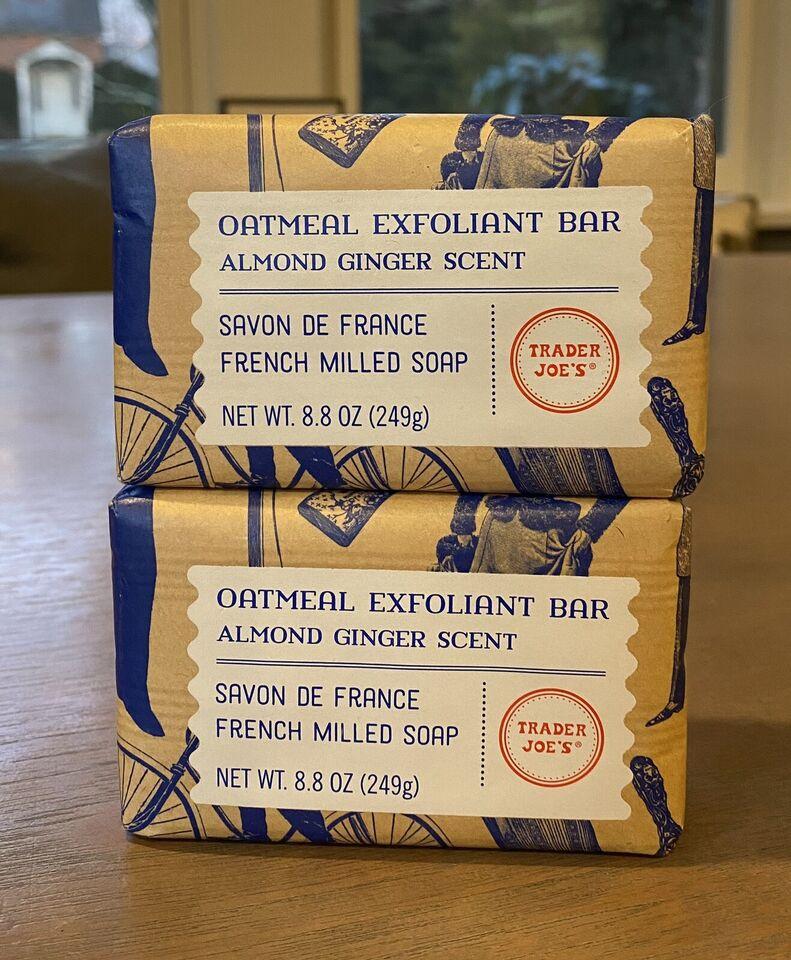 OATMEAL EXFOLIANT BAR
ALMOND GINGER SCENT
SAVON DE FRANCE
FRENCH MILLED SOAP
NET WT. 8.8 OZ (249g)
TRADER
JOE'S®
OATMEAL EXFOLIANT BAR
ALMOND GINGER SCENT
SAVON DE FRANCE
FRENCH MILLED SOAP
NET WT. 8.8 OZ (249g)
TRADER
JOE'S®